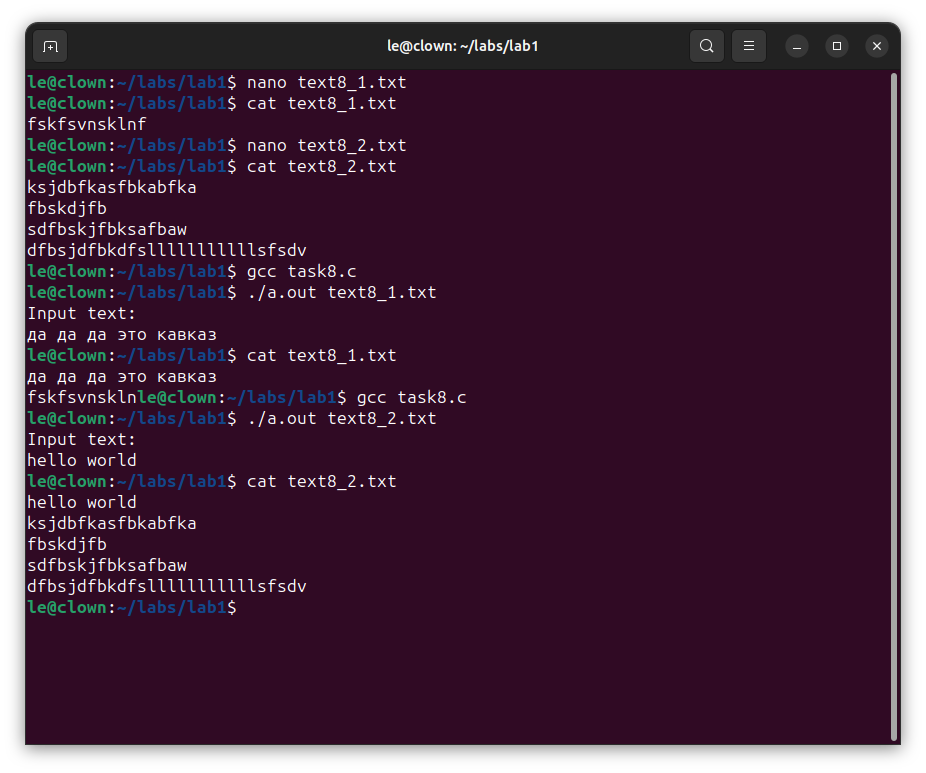 le@clown: ~/labs/lab1
le@clown:~/labs/lab1$ nano text8_1.txt
le@clown:~/labs/lab1$ cat text8_1.txt
fskfsvnsklnf
le@clown:~/labs/lab1$ nano text8_2.txt
le@clown:~/labs/lab1$ cat text8_2.txt
ksjdbfkasfbkabfka
fbskdjfb
sdfbskjfbksafbaw
dfbsjdfbkdfslllllllllllsfsdv
le@clown:~/labs/lab1$ gcc task8.c
le@clown:~/labs/lab1$ ./a.out text8_1.txt
Input text:
да да да это кавказ
le@clown:~/labs/lab1$ cat text8_1.txt
да да да это кавказ
fskfsvnskln​le@clown:~/labs/lab1$ gcc task8.c
le@clown:~/labs/lab1$ ./a.out text8_2.txt
Input text:
hello world
le@clown:~/labs/lab1$ cat text8_2.txt
hello world
ksjdbfkasfbkabfka
fbskdjfb
sdfbskjfbksafbaw
dfbsjdfbkdfslllllllllllsfsdv
le@clown:~/labs/lab1$